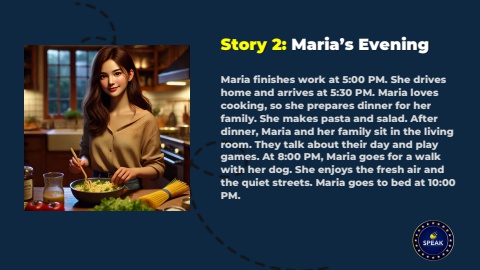 Story 2: Maria's Evening
Maria finishes work at 5:00 PM. She drives
home and arrives at 5:30 PM. Maria loves
cooking, so she prepares dinner for her
family. She makes pasta and salad. After
dinner, Maria and her family sit in the living
room. They talk about their day and play
games. At 8:00 PM, Maria goes for a walk
with her dog. She enjoys the fresh air and
the quiet streets. Maria goes to bed at 10:00
PM.
SPEAK